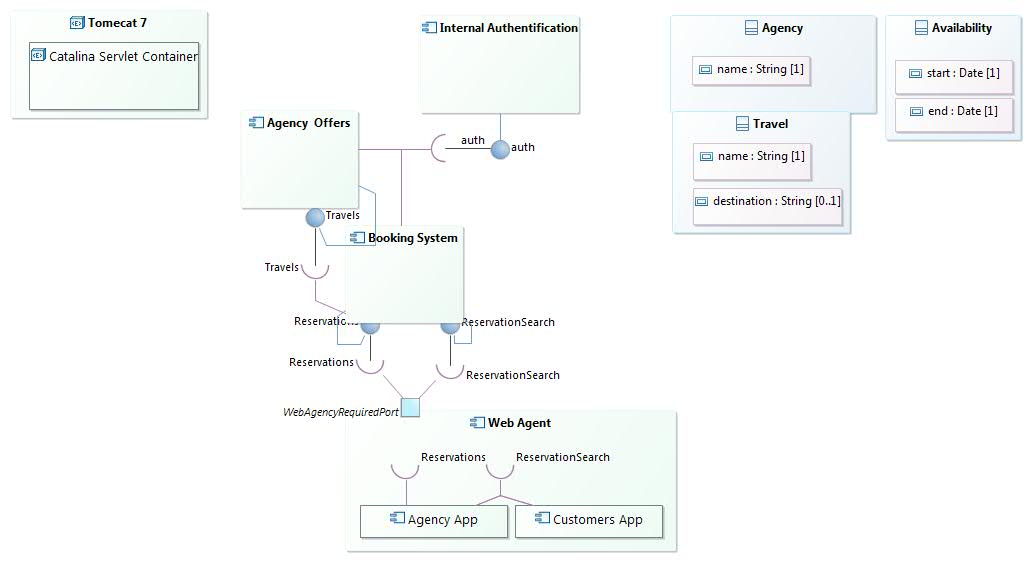 Tomecat 7
Catalina Servlet Container
Internal Authentification
Agency
name : String [1]
Availability
start : Date [1]
end : Date [1]
Agency Offers
auth
auth
Travel
name : String [1]
destination : String [0..1]
Travels
Booking System
Travels
Reservations
ReservationSearch
Reservations
ReservationSearch
WebAgencyRequiredPort
Web Agent
Reservations
ReservationSearch
Agency App
Customers App